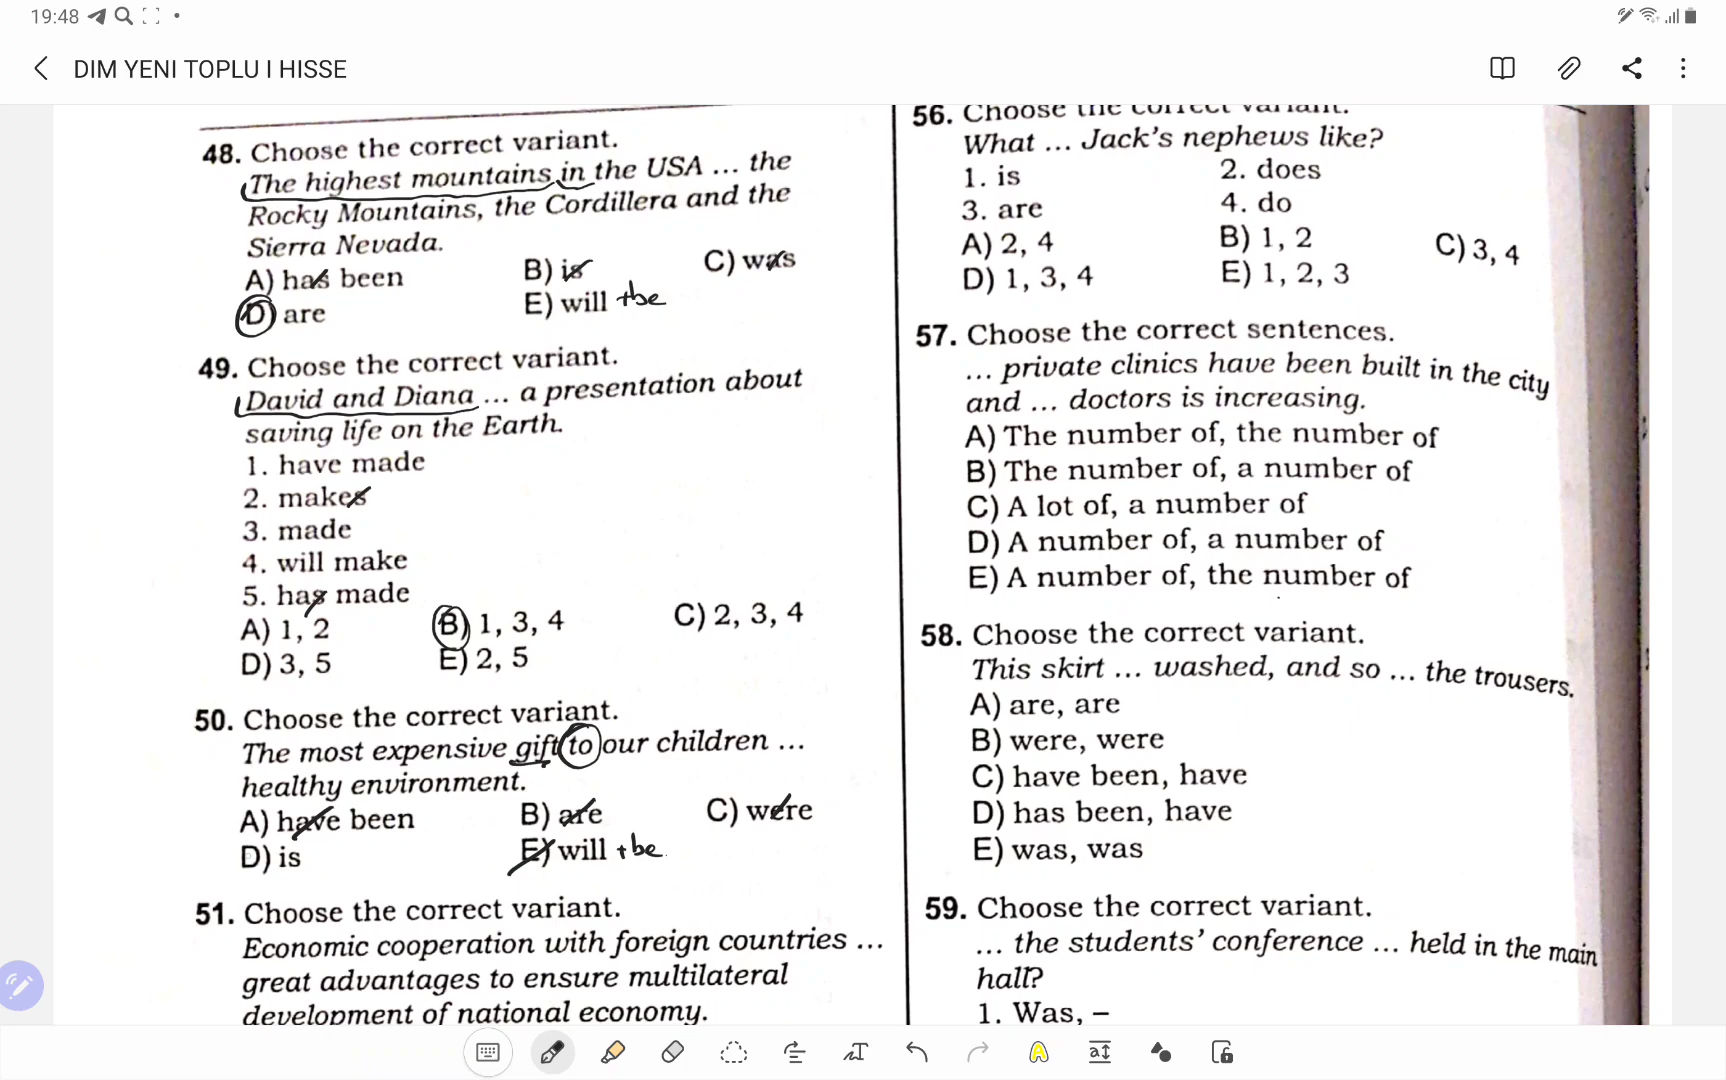 19:48
DIM YENI TOPLU I HISSE
48. Choose the correct variant.
The highest mountains in the USA ... the
Rocky Mountains, the Cordillera and the
Sierra Nevada.
A) has been B) is C) was
D) are E) will +be
49. Choose the correct variant.
David and Diana ... a presentation about
saving life on the Earth.
1. have made
2. makes
3. made
4. will make
5. has made
A) 1, 2 B) 1, 3, 4 C) 2, 3, 4
D) 3, 5 E) 2, 5
50. Choose the correct variant.
The most expensive gift to our children ...
healthy environment.
A) have been B) are C) were
D) is E) will +be
51. Choose the correct variant.
Economic cooperation with foreign countries ...
great advantages to ensure multilateral
development of national economy.
56. Choose the correct variant.
What ... Jack's nephews like?
1. is 2. does
3. are 4. do
A) 2, 4 B) 1, 2 C) 3, 4
D) 1, 3, 4 E) 1, 2, 3
57. Choose the correct sentences.
... private clinics have been built in the city
and ... doctors is increasing.
A) The number of, the number of
B) The number of, a number of
C) A lot of, a number of
D) A number of, a number of
E) A number of, the number of
58. Choose the correct variant.
This skirt ... washed, and so ... the trousers.
A) are, are
B) were, were
C) have been, have
D) has been, have
E) was, was
59. Choose the correct variant.
... the students' conference ... held in the main
hall?
1. Was, –